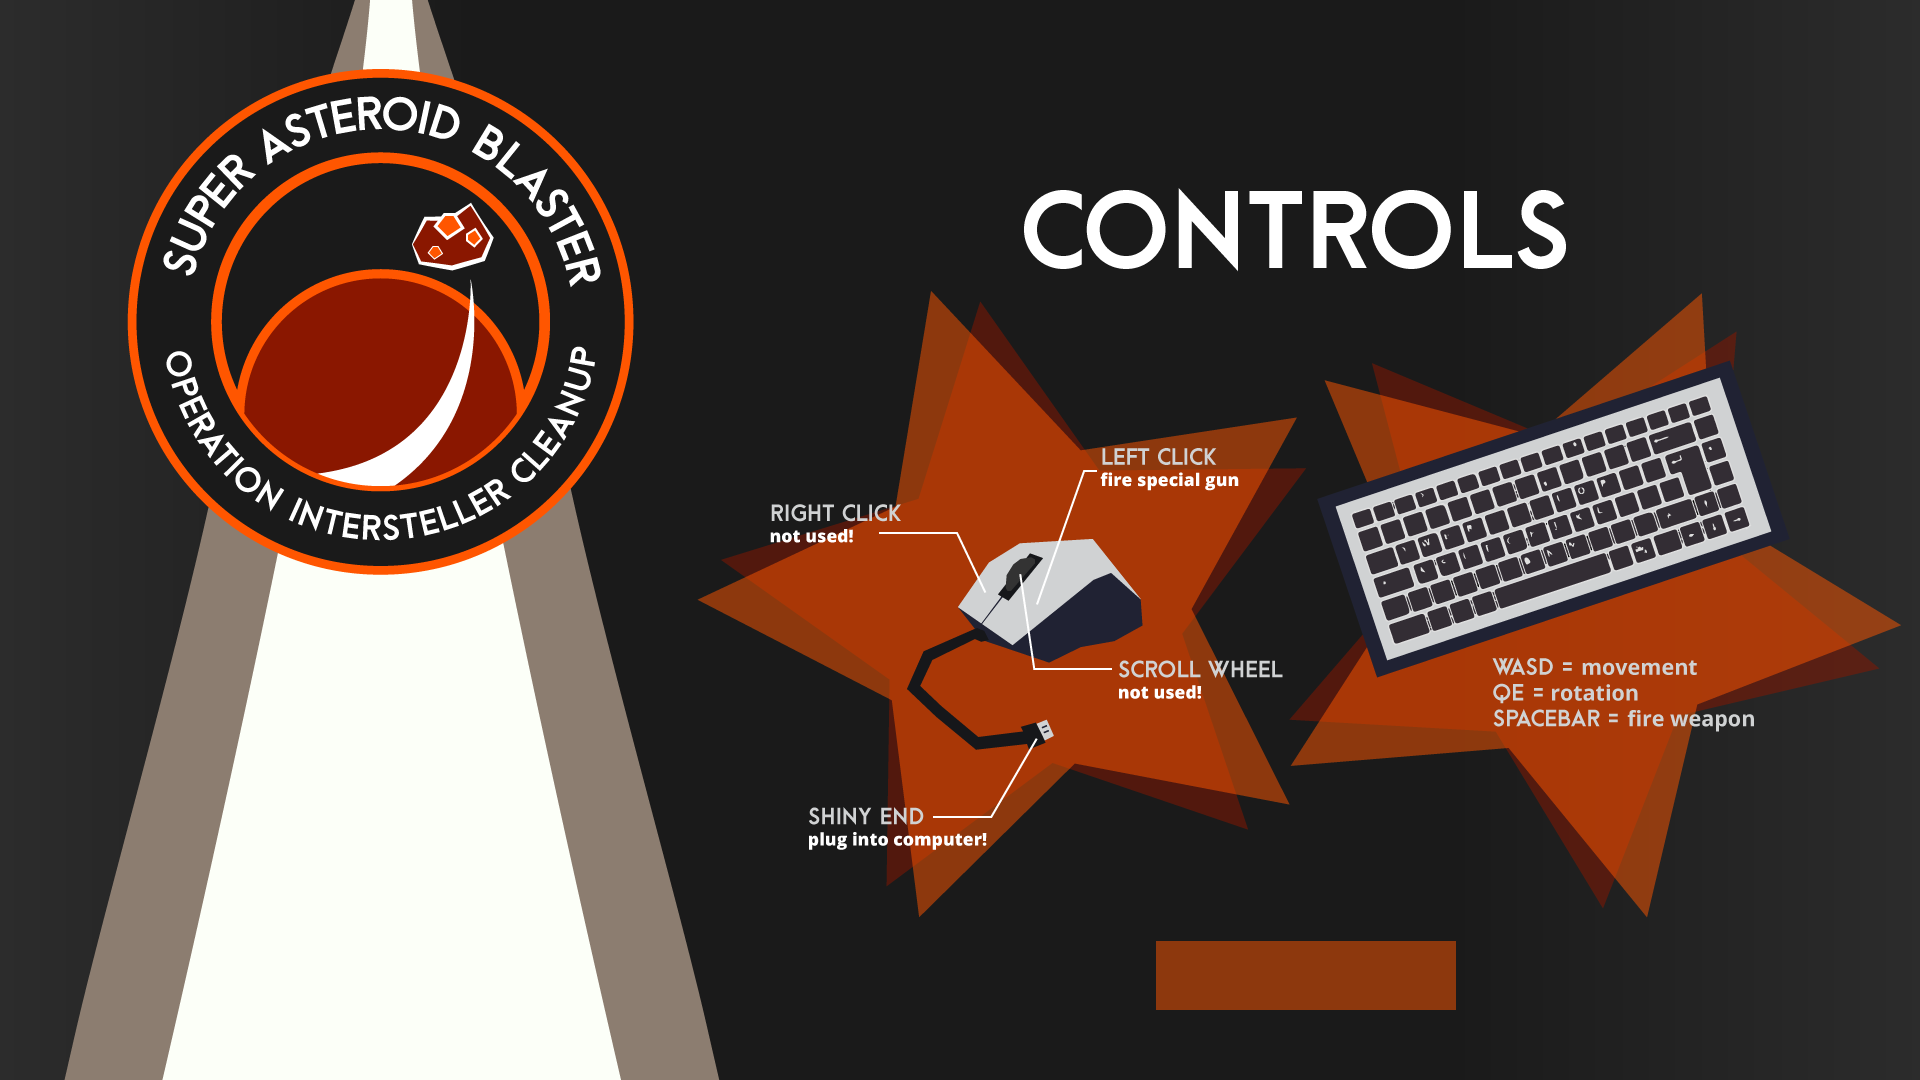 SUPER ASTEROID BLASTER
OPERATION INTERSTELLER CLEANUP
CONTROLS
LEFT CLICK
fire special gun
RIGHT CLICK
not used!
SCROLL WHEEL
not used!
SHINY END
plug into computer!
WASD = movement
QE = rotation
SPACEBAR = fire weapon